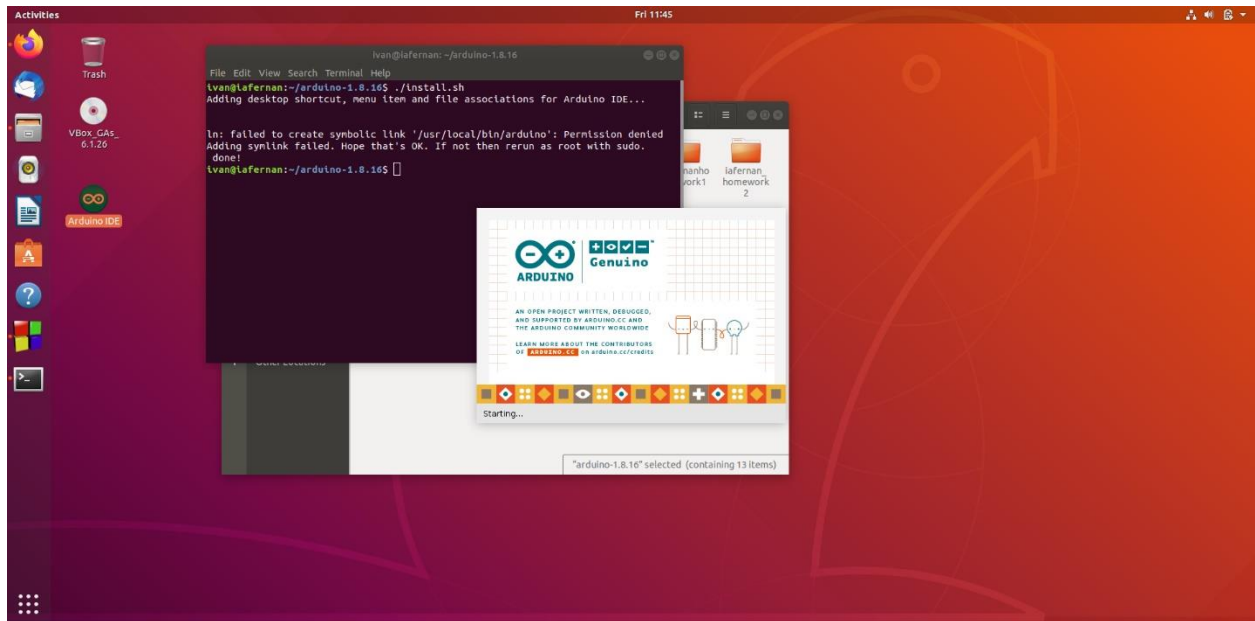 Activities
Fri 11:45
Trash
VBox_GAs_
6.1.26
Arduino IDE
ivan@iafernan: ~/arduino-1.8.16
File Edit View Search Terminal Help
ivan@iafernan:~/arduino-1.8.16$ ./install.sh
Adding desktop shortcut, menu item and file associations for Arduino IDE...
ln: failed to create symbolic link '/usr/local/bin/arduino': Permission denied
Adding symlink failed. Hope that's OK. If not then rerun as root with sudo.
done!
ivan@iafernan:~/arduino-1.8.16$
iafernan_
homework
2
ARDUINO
Genuino
AN OPEN PROJECT WRITTEN, DEBUGGED,
AND SUPPORTED BY ARDUINO.CC AND
THE ARDUINO COMMUNITY WORLDWIDE
LEARN MORE ABOUT THE CONTRIBUTORS
OF ARDUINO.CC on arduino.cc/credits
Starting...
"arduino-1.8.16" selected (containing 13 items)